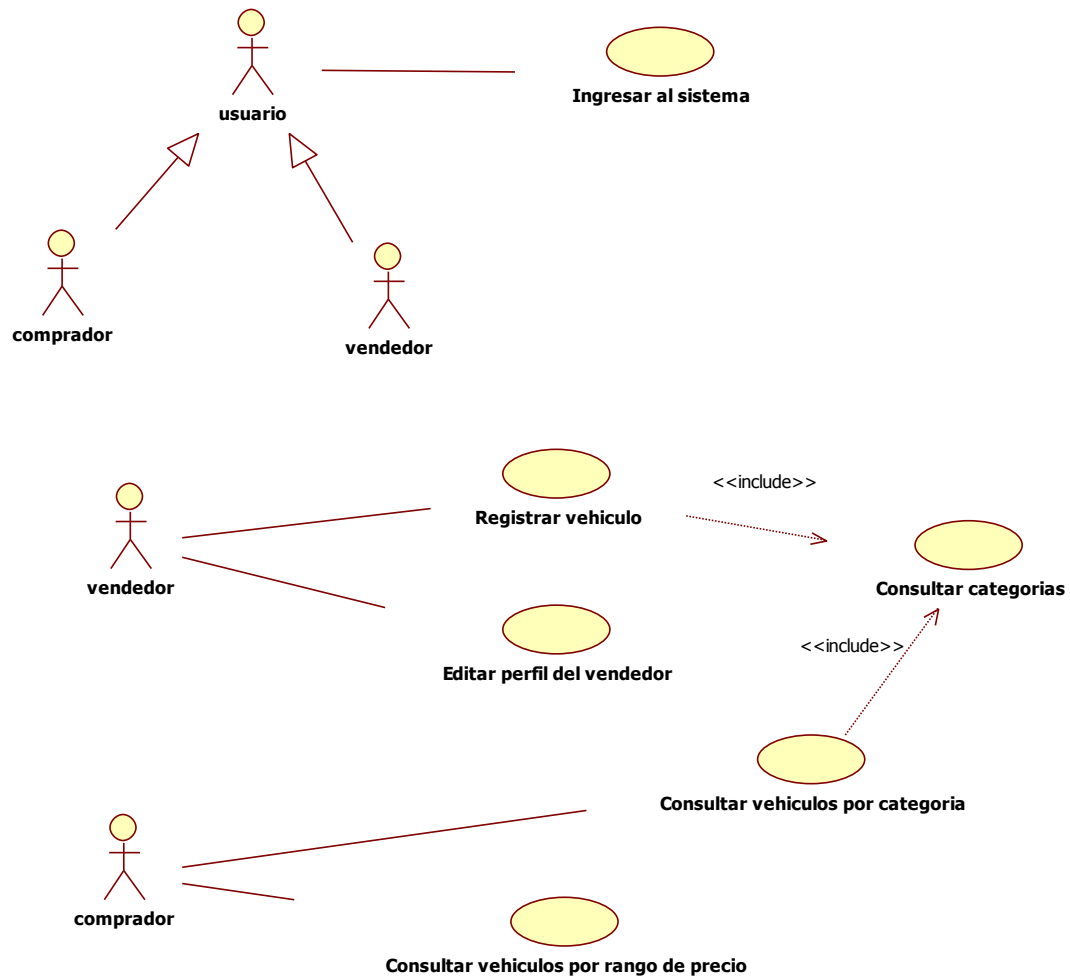 usuario
Ingresar al sistema
comprador
vendedor
Registrar vehiculo
<<include>>
vendedor
Consultar categorias
Editar perfil del vendedor
<<include>>
Consultar vehiculos por categoria
comprador
Consultar vehiculos por rango de precio